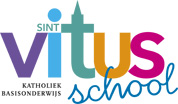 SINT
vitus
school
KATHOLIEK
BASISONDERWIJS